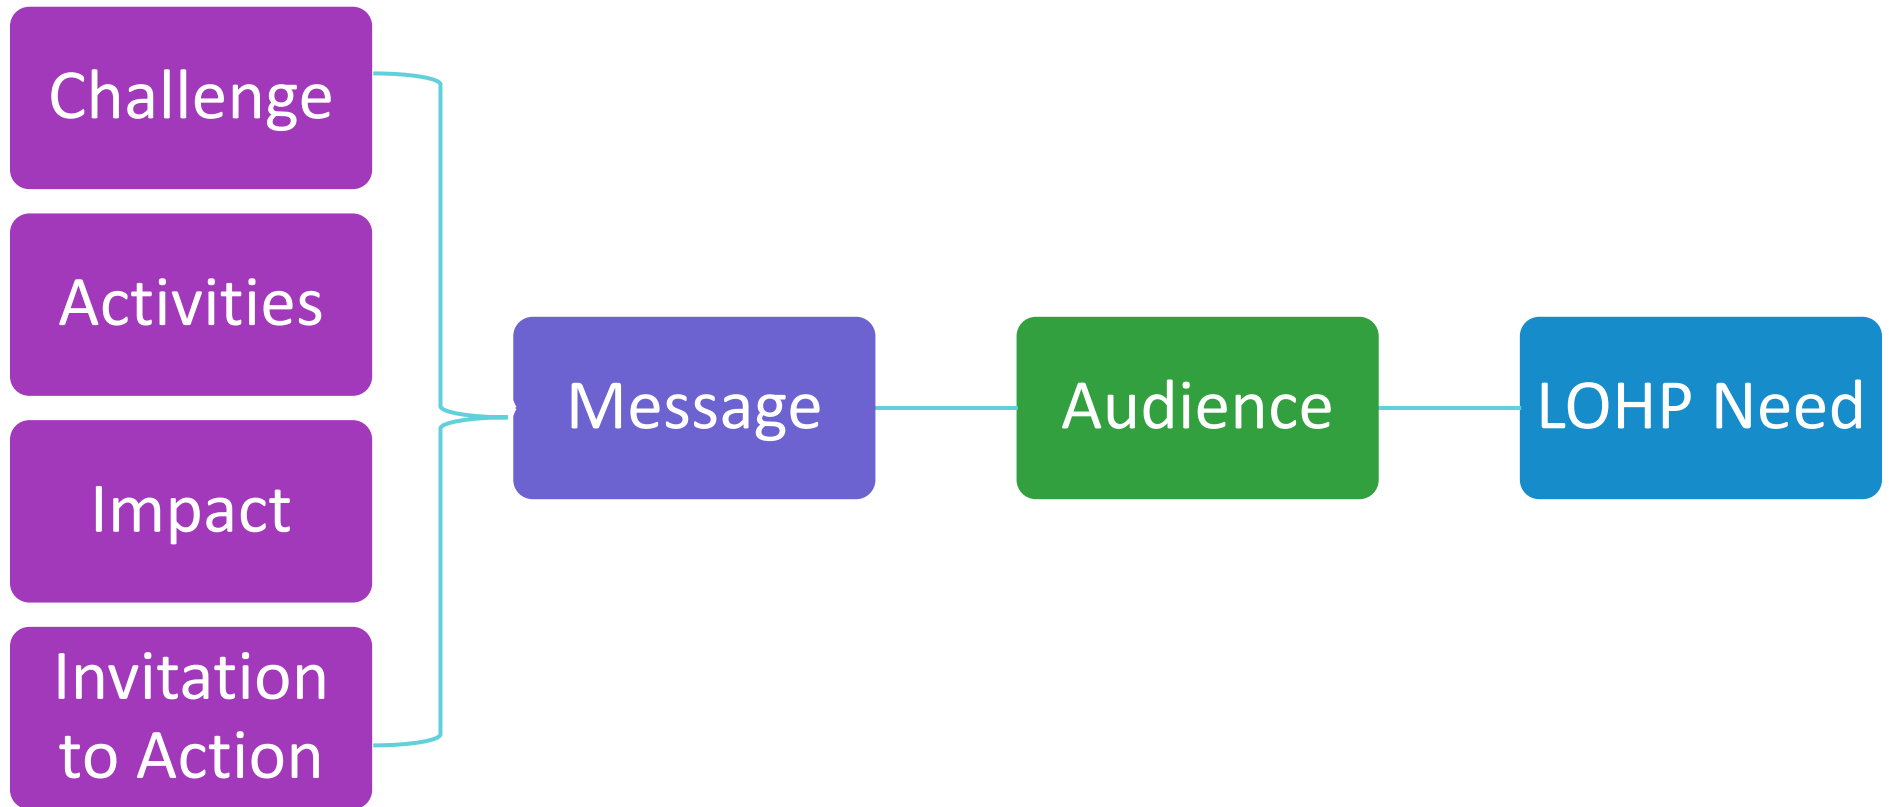 Challenge
Activities
Impact
Invitation
to Action
Message
Audience
LOHP Need